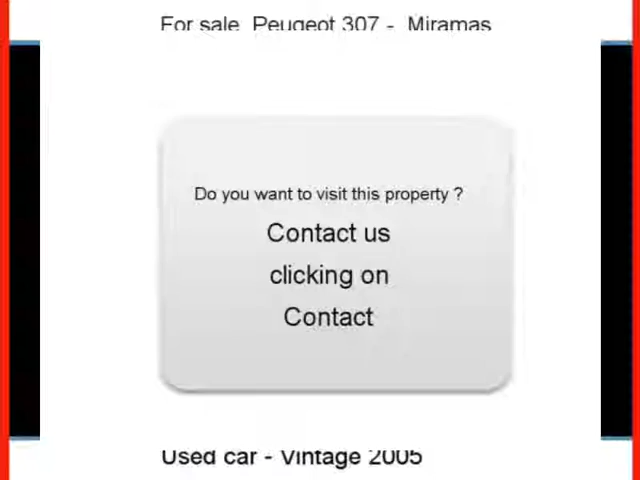 For sale Peugeot 307 - Miramas
Do you want to visit this property ?
Contact us
clicking on
Contact
Used car - Vintage 2005